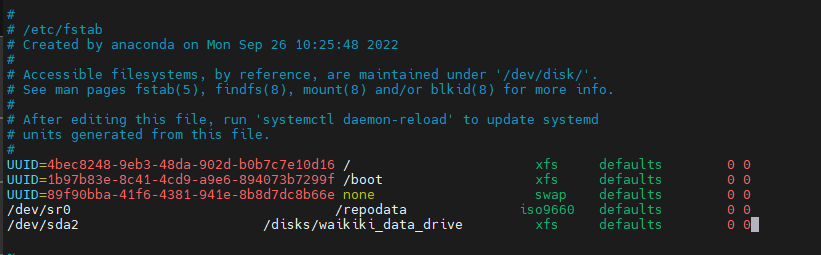 #
# /etc/fstab
# Created by anaconda on Mon Sep 26 10:25:48 2022
#
# Accessible filesystems, by reference, are maintained under '/dev/disk/'.
# See man pages fstab(5), findfs(8), mount(8) and/or blkid(8) for more info.
#
# After editing this file, run 'systemctl daemon-reload' to update systemd
# units generated from this file.
#
UUID=4bec8248-9eb3-48da-902d-b0b7c7e10d16 / xfs defaults 0 0
UUID=1b97b83e-8c41-4cd9-a9e6-894073b7299f /boot xfs defaults 0 0
UUID=89f90bba-41f6-4381-941e-8b8d7dc8b66e none swap defaults 0 0
/dev/sr0 /repodata iso9660 defaults 0 0
/dev/sda2 /disks/waikiki_data_drive xfs defaults 0 0